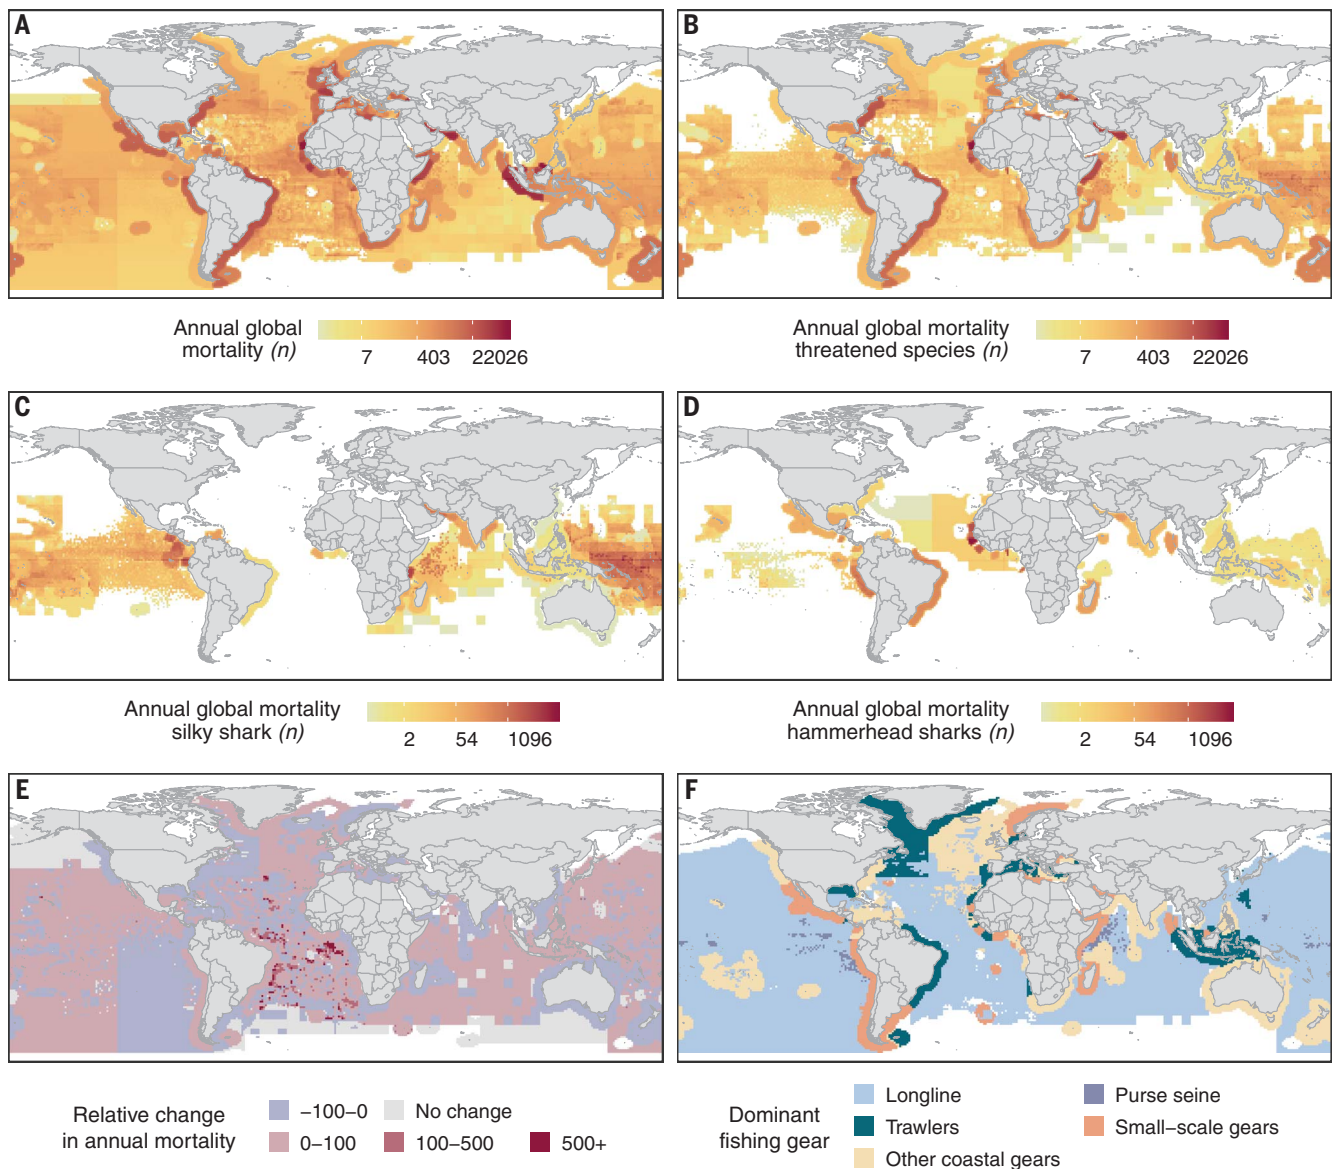 A
B
Annual global
mortality (n)
7 403 22026
Annual global mortality
threatened species (n)
7 403 22026
C
D
Annual global mortality
silky shark (n)
2 54 1096
Annual global mortality
hammerhead sharks (n)
2 54 1096
E
F
Relative change
in annual mortality
−100−0 No change
0−100 100−500 500+
Dominant
fishing gear
Longline Purse seine
Trawlers Small−scale gears
Other coastal gears